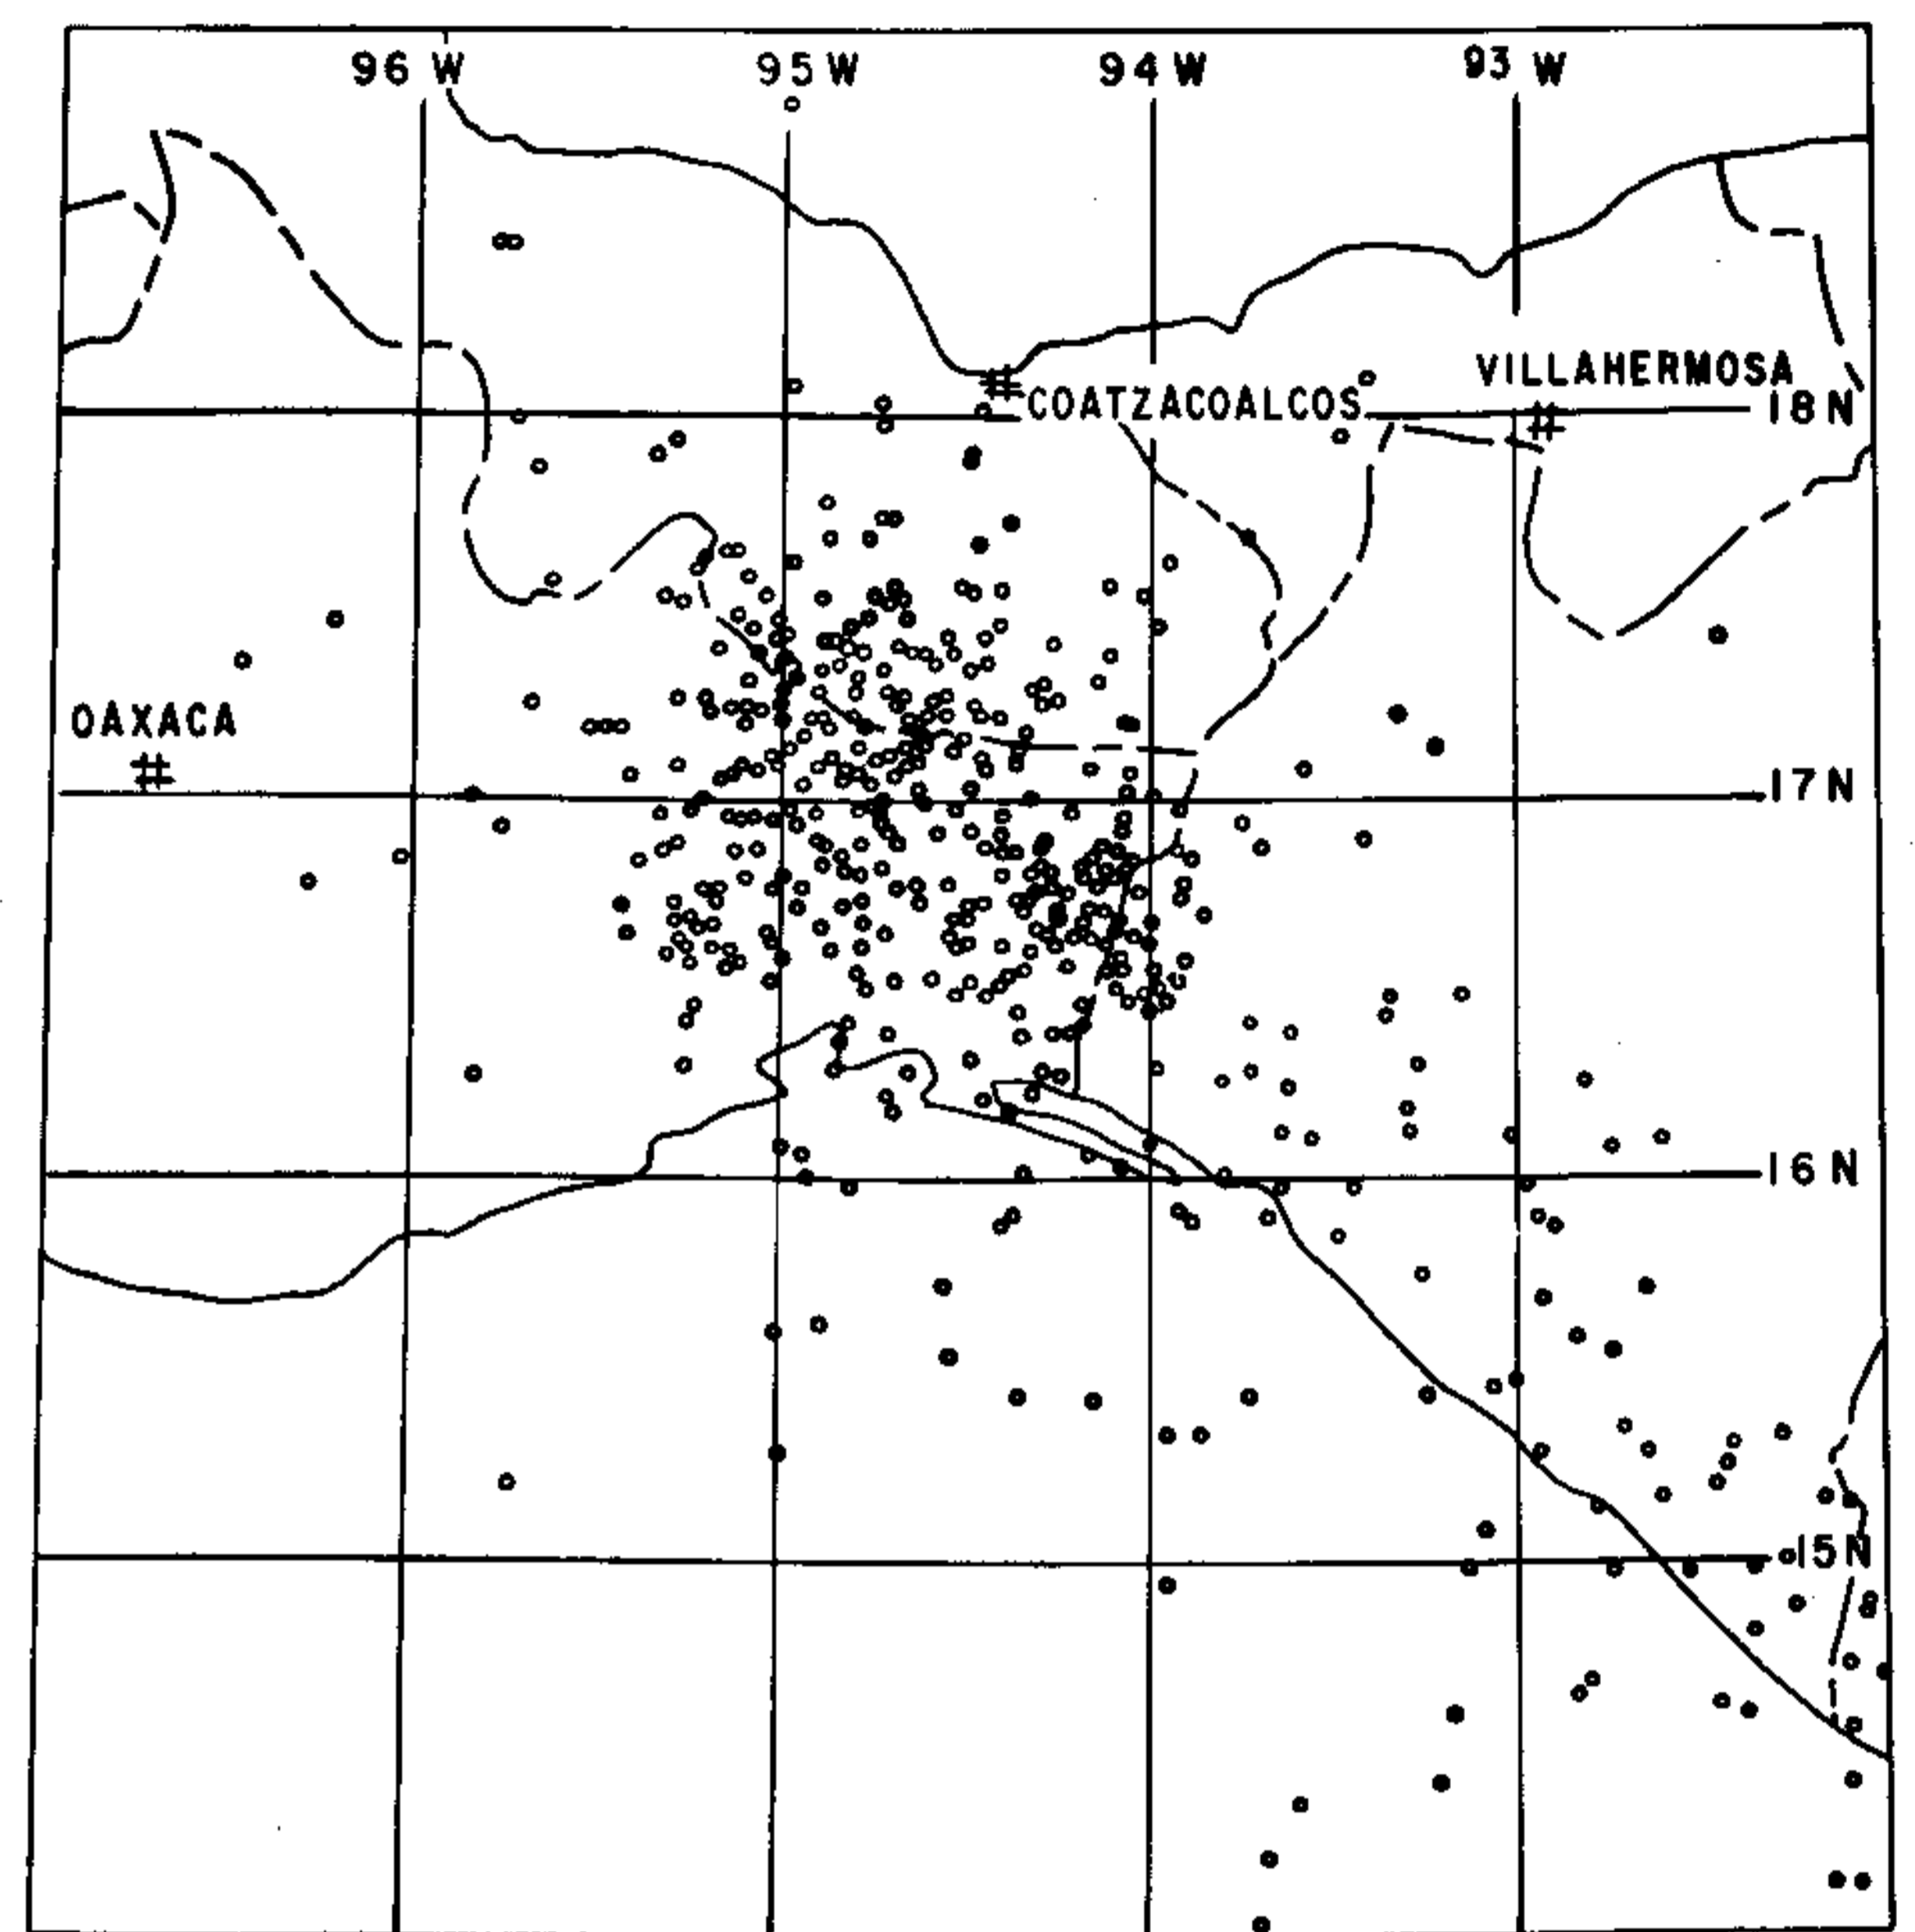 96 W 95 W 94 W 93 W
VILLAHERMOSA
#
COATZACOALCOS
18 N
#
OAXACA
#
17 N
16 N
15 N